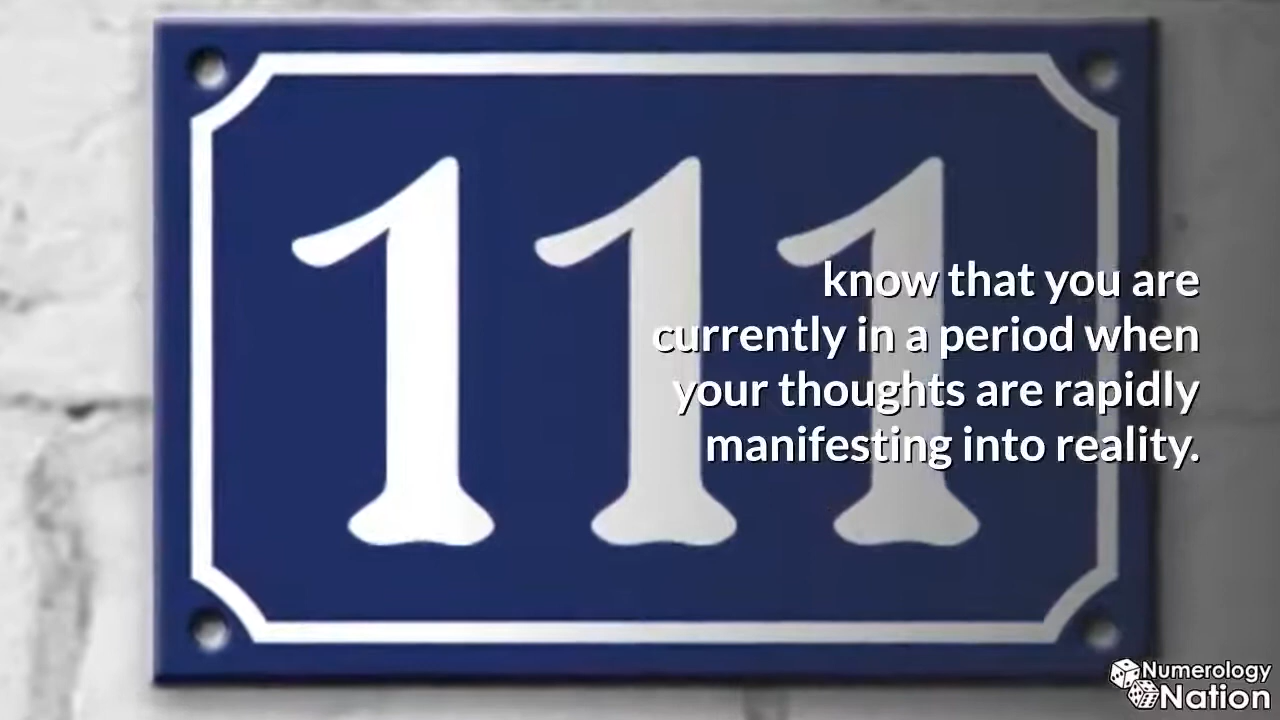 111
know that you are
currently in a period when
your thoughts are rapidly
manifesting into reality.
Numerology
Nation